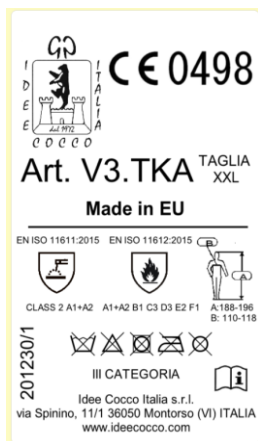 IDEE
ITALIA
COCCO
dal 1972
CE 0498
Art. V3.TKA
TAGLIA
XXL
Made in EU
EN ISO 11611:2015
EN ISO 11612:2015
B
A
CLASS 2 A1+A2
A1+A2 B1 C3 D3 E2 F1
A:188-196
B: 110-118
201230/1
III CATEGORIA
i
Idee Cocco Italia s.r.l.
via Spinino, 11/1 36050 Montorso (VI) ITALIA
www.ideecocco.com